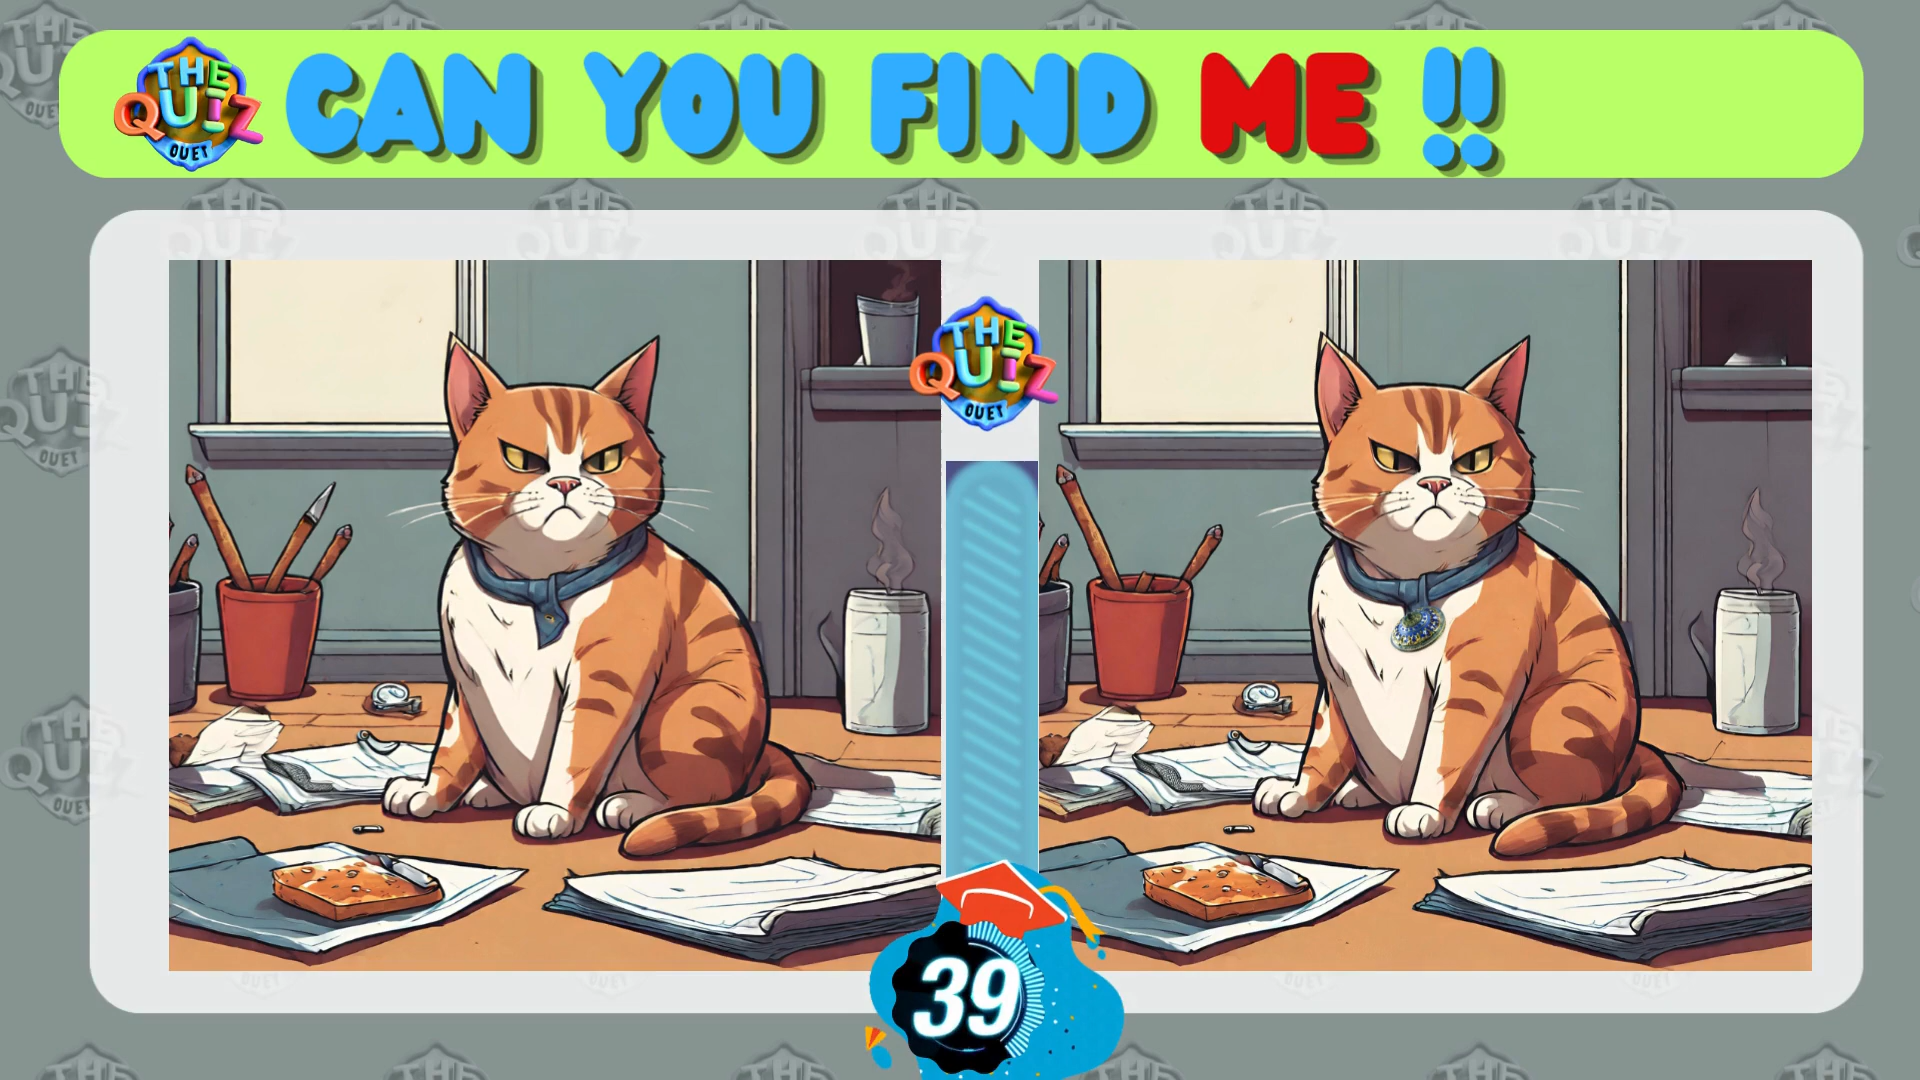 THE QUIZ QUET CAN YOU FIND ME !!
THE
QUIZ
QUET
39